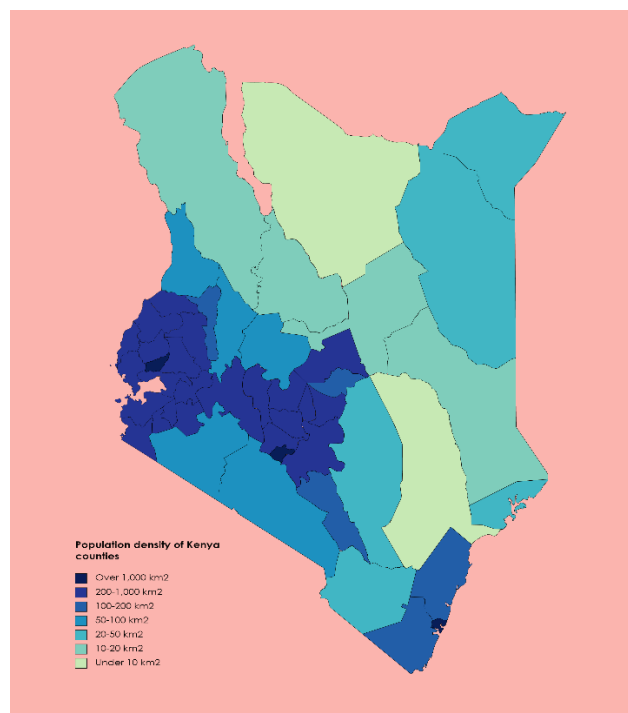 Population density of Kenya
counties
Over 1,000 km2
200-1,000 km2
100-200 km2
50-100 km2
20-50 km2
10-20 km2
Under 10 km2